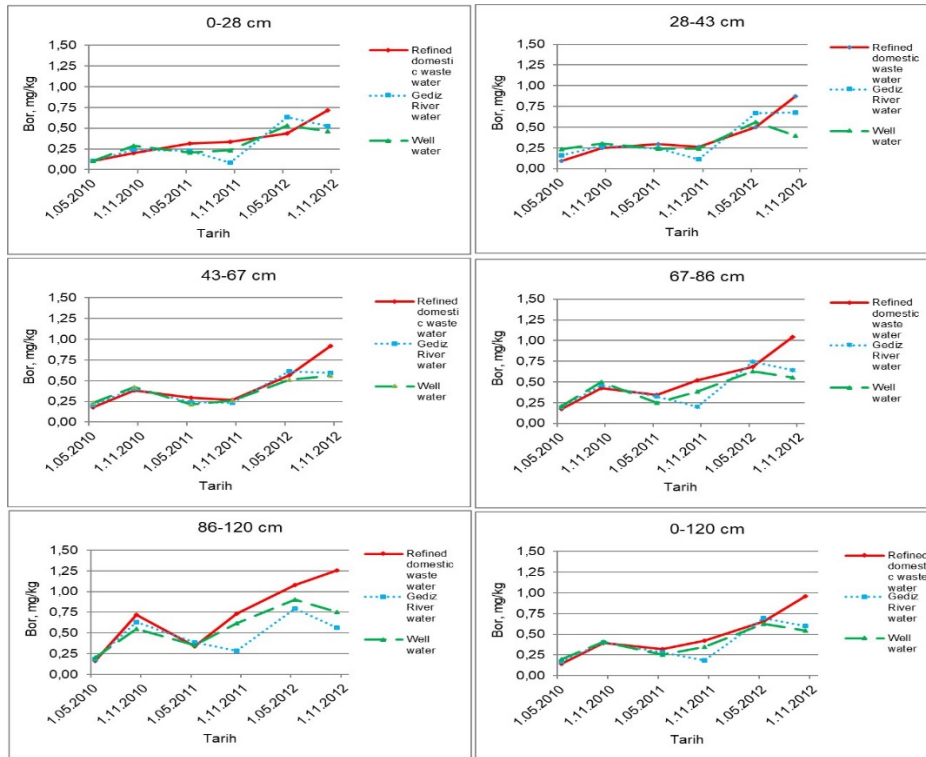 0-28 cm
Bor, mg/kg
1,50
1,25
1,00
0,75
0,50
0,25
0,00
1.05.2010
1.11.2010
1.05.2011
1.11.2011
1.05.2012
1.11.2012
Tarih
Refined
domesti
c waste
water
Gediz
River
water
Well
water
28-43 cm
Bor, mg/kg
1,50
1,25
1,00
0,75
0,50
0,25
0,00
1.05.2010
1.11.2010
1.05.2011
1.11.2011
1.05.2012
1.11.2012
Tarih
Refined
domestic
waste
water
Gediz
River
water
Well
water
43-67 cm
Bor, mg/kg
1,50
1,25
1,00
0,75
0,50
0,25
0,00
1.05.2010
1.11.2010
1.05.2011
1.11.2011
1.05.2012
1.11.2012
Tarih
Refined
domesti
c waste
water
Gediz
River
water
Well
water
67-86 cm
Bor, mg/kg
1,50
1,25
1,00
0,75
0,50
0,25
0,00
1.05.2010
1.11.2010
1.05.2011
1.11.2011
1.05.2012
1.11.2012
Tarih
Refined
domestic
waste
water
Gediz
River
water
Well
water
86-120 cm
Bor, mg/kg
1,50
1,25
1,00
0,75
0,50
0,25
0,00
1.05.2010
1.11.2010
1.05.2011
1.11.2011
1.05.2012
1.11.2012
Tarih
Refined
domestic
waste
water
Gediz
River
water
Well
water
0-120 cm
Bor, mg/kg
1,50
1,25
1,00
0,75
0,50
0,25
0,00
1.05.2010
1.11.2010
1.05.2011
1.11.2011
1.05.2012
1.11.2012
Tarih
Refined
domestic
waste
water
Gediz
River
water
Well
water